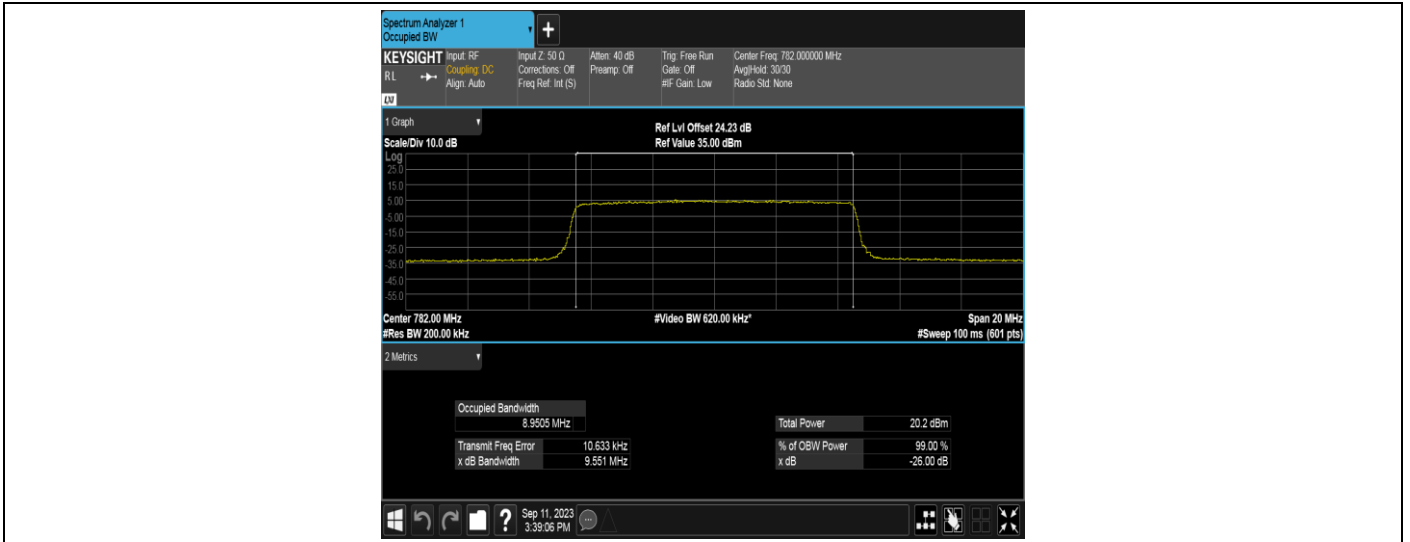 Spectrum Analyzer 1
Occupied BW
+
KEYSIGHT
RL
LXI
Input: RF
Coupling: DC
Align: Auto
Input Z: 50 Ω
Corrections: Off
Freq Ref: Int (S)
Atten: 40 dB
Preamp: Off
Trig: Free Run
Gate: Off
#IF Gain: Low
Center Freq: 782.000000 MHz
Avg|Hold: 30/30
Radio Std: None
1 Graph
Ref Lvl Offset 24.23 dB
Scale/Div 10.0 dB
Ref Value 35.00 dBm
Log
25.0
15.0
5.00
-5.00
-15.0
-25.0
-35.0
-45.0
-55.0
Center 782.00 MHz
#Video BW 620.00 kHz*
Span 20 MHz
#Res BW 200.00 kHz
#Sweep 100 ms (601 pts)
2 Metrics
Occupied Bandwidth
8.9505 MHz
Transmit Freq Error 10.633 kHz
x dB Bandwidth 9.551 MHz
Total Power 20.2 dBm
% of OBW Power 99.00 %
x dB -26.00 dB
?
Sep 11, 2023
3:39:06 PM